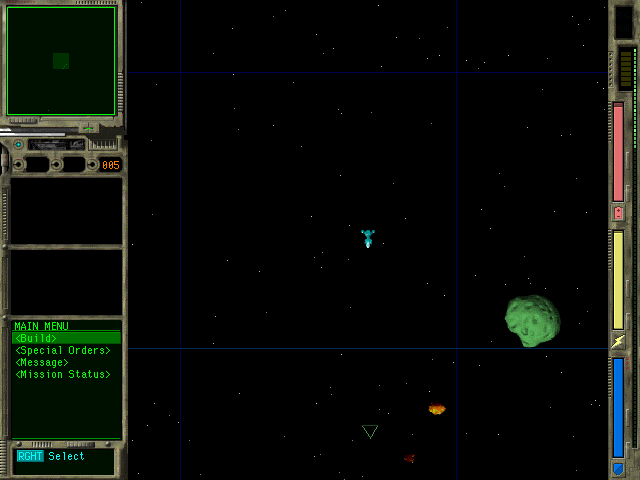 005
MAIN MENU
<Build>
<Special Orders>
<Message>
<Mission Status>
RGHT Select